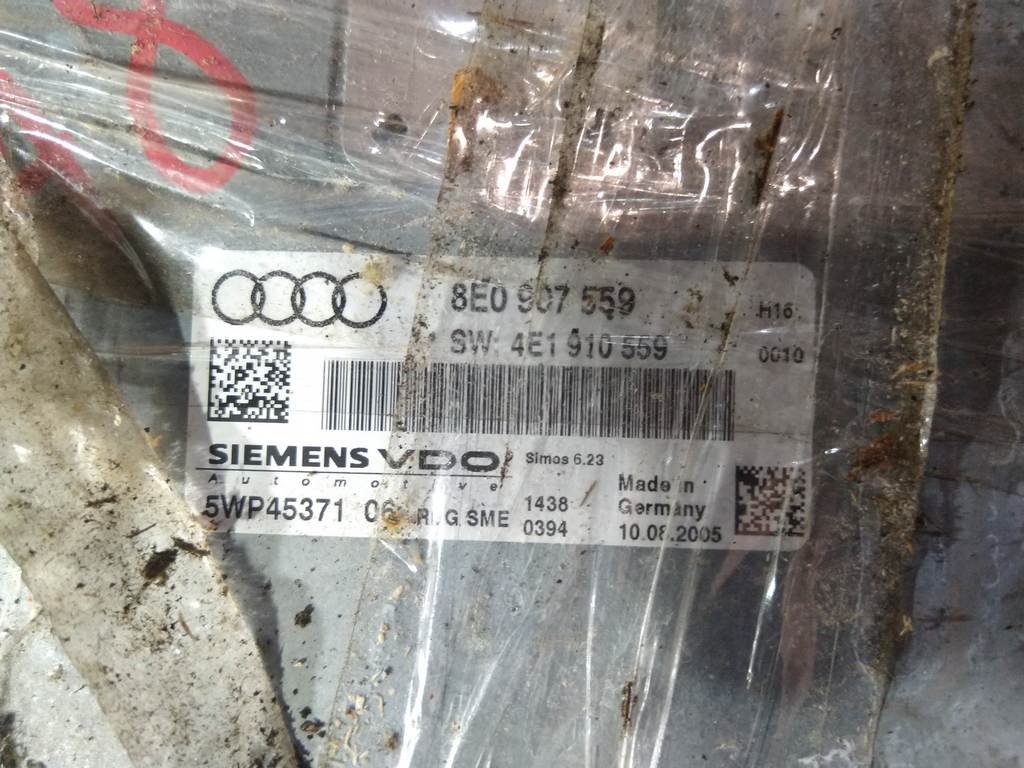 8E0 907 559 H16
SW: 4E1 910 559 0010
SIEMENS VDO Simos 6.23
Automotive
5WP45371 06 RL G SME 1438 0394
Made in Germany
10.08.2005